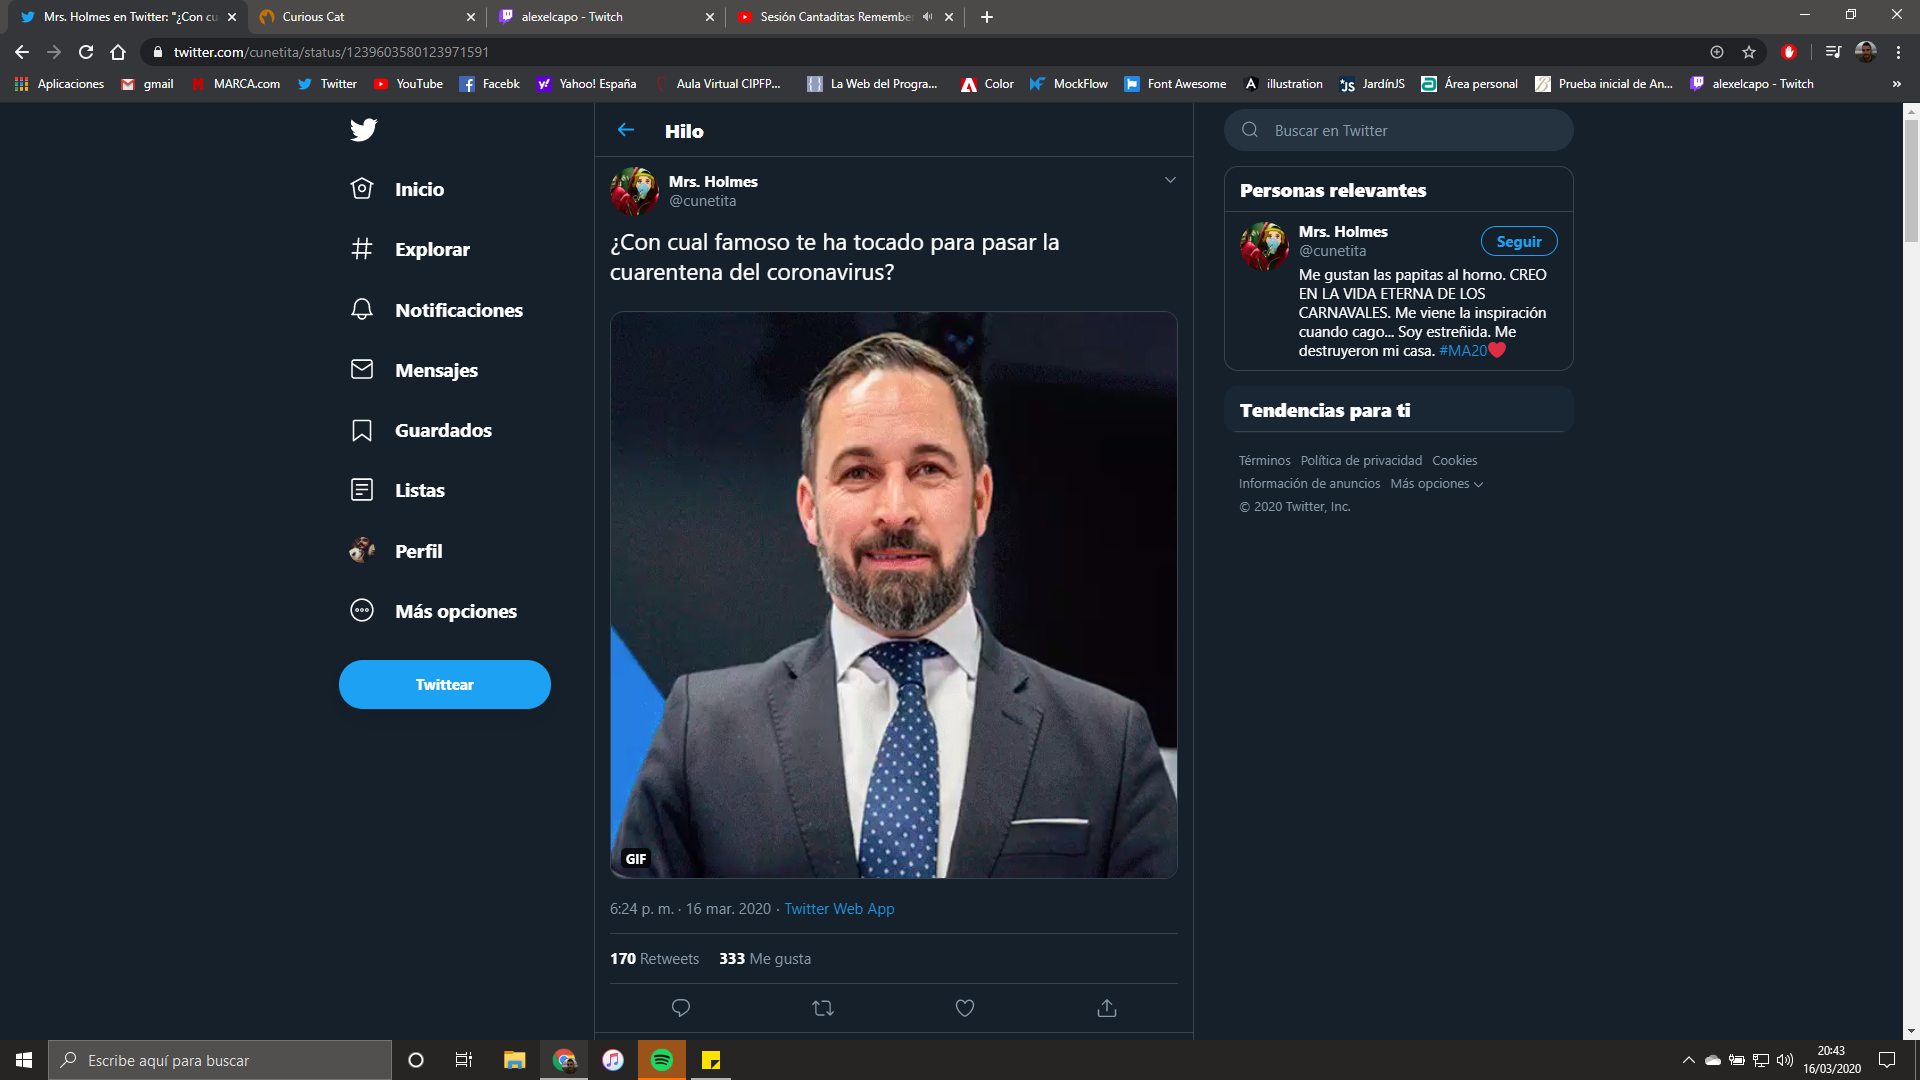 Mrs. Holmes en Twitter: "¿Con cu
Curious Cat
alexelcapo - Twitch
Sesión Cantaditas Remember
twitter.com/cunetita/status/1239603580123971591
Aplicaciones
gmail
MARCA.com
Twitter
YouTube
Facebk
Yahoo! España
Aula Virtual CIPFP...
La Web del Progra...
Color
MockFlow
Font Awesome
illustration
JardínJS
Área personal
Prueba inicial de An...
alexelcapo - Twitch
»
Inicio
Explorar
Notificaciones
Mensajes
Guardados
Listas
Perfil
Más opciones
Twittear
Hilo
Mrs. Holmes
@cunetita
¿Con cual famoso te ha tocado para pasar la
cuarentena del coronavirus?
GIF
6:24 p. m. · 16 mar. 2020 · Twitter Web App
170 Retweets 333 Me gusta
Buscar en Twitter
Personas relevantes
Mrs. Holmes
@cunetita
Seguir
Me gustan las papitas al horno. CREO
EN LA VIDA ETERNA DE LOS
CARNAVALES. Me viene la inspiración
cuando cago... Soy estreñida. Me
destruyeron mi casa. #MA20❤️
Tendencias para ti
Términos Política de privacidad Cookies
Información de anuncios Más opciones
© 2020 Twitter, Inc.
Escribe aquí para buscar
20:43
16/03/2020